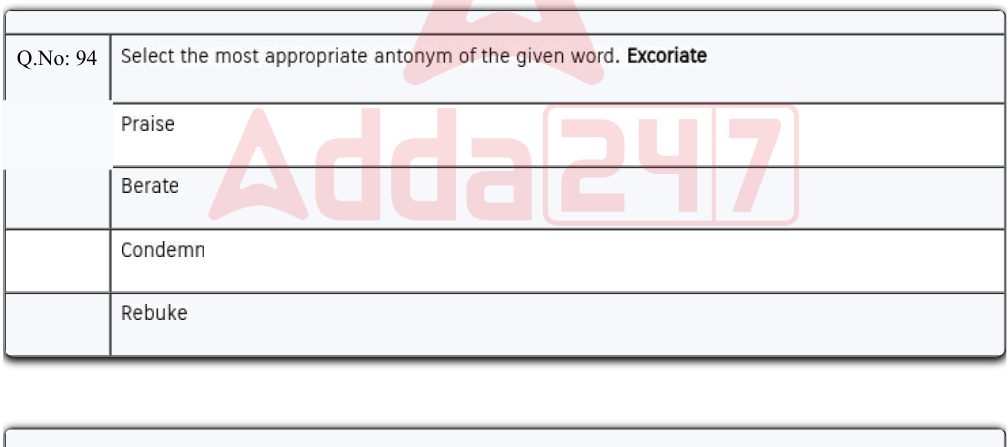 Q.No: 94 Select the most appropriate antonym of the given word. Excoriate
Praise
Adda247
Berate
Condemn
Rebuke